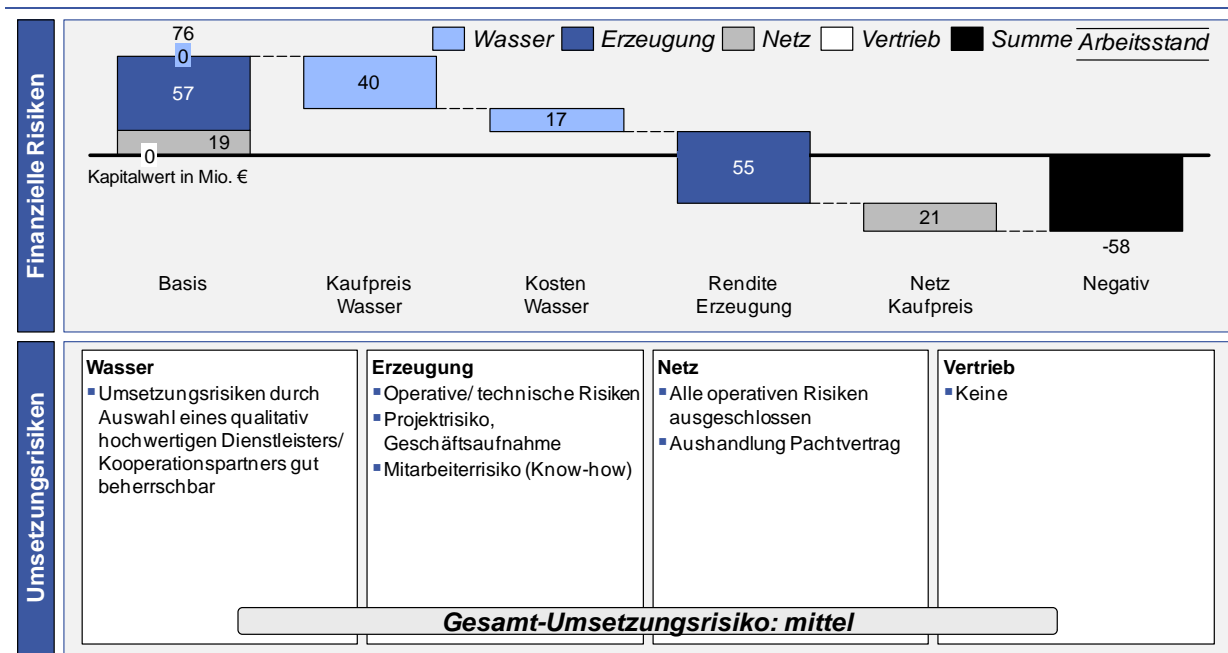 Finanzielle Risiken
76
Wasser
Erzeugung
Netz
Vertrieb
Summe
Arbeitsstand
0
57
19
0
Kapitalwert in Mio. €
40
17
55
21
-58
Basis
Kaufpreis
Wasser
Kosten
Wasser
Rendite
Erzeugung
Netz
Kaufpreis
Negativ
Umsetzungsrisiken
Wasser
Umsetzungsrisiken durch
Auswahl eines qualitativ
hochwertigen Dienstleisters/
Kooperationspartners gut
beherrschbar
Erzeugung
Operative/ technische Risiken
Projektrisiko,
Geschäftsaufnahme
Mitarbeiterrisiko (Know-how)
Netz
Alle operativen Risiken
ausgeschlossen
Aushandlung Pachtvertrag
Vertrieb
Keine
Gesamt-Umsetzungsrisiko: mittel